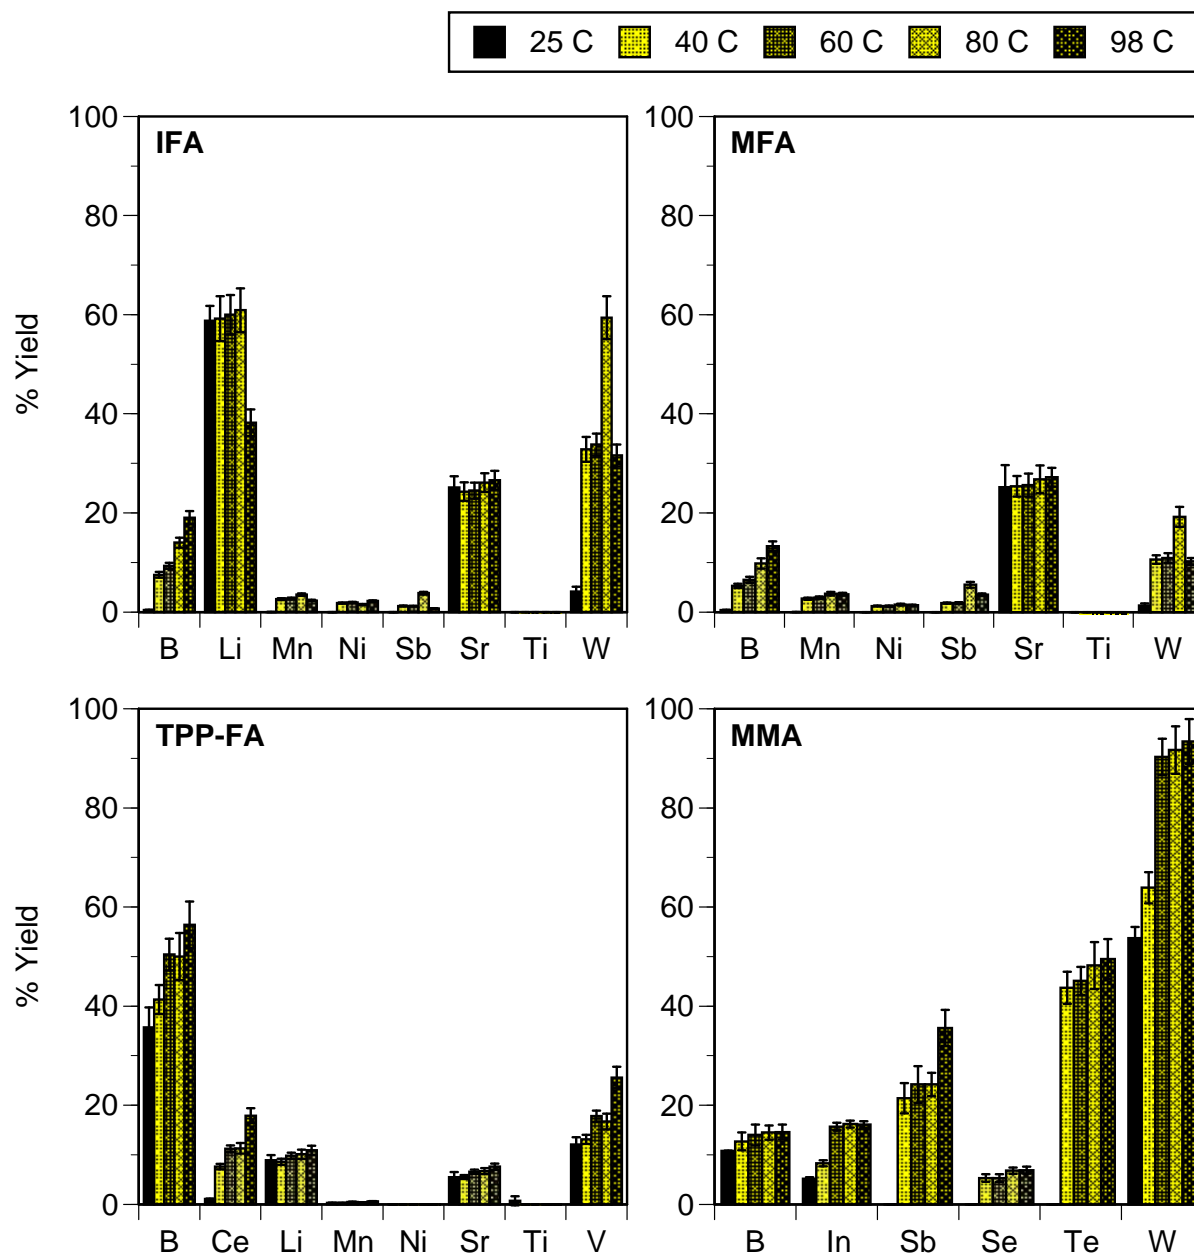 25 C 40 C 60 C 80 C 98 C
IFA
MFA
100
80
60
40
20
0
% Yield
B Li Mn Ni Sb Sr Ti W
100
80
60
40
20
0
B Mn Ni Sb Sr Ti W
TPP-FA
MMA
100
80
60
40
20
0
% Yield
B Ce Li Mn Ni Sr Ti V
100
80
60
40
20
0
B In Sb Se Te W